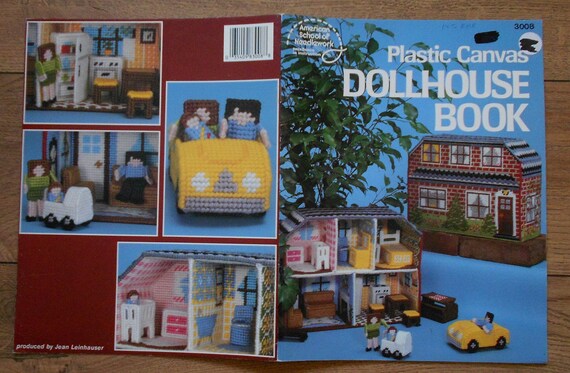 produced by Jean Leinhauser
American
School of
Needlework
3008
Plastic Canvas
DOLLHOUSE
BOOK